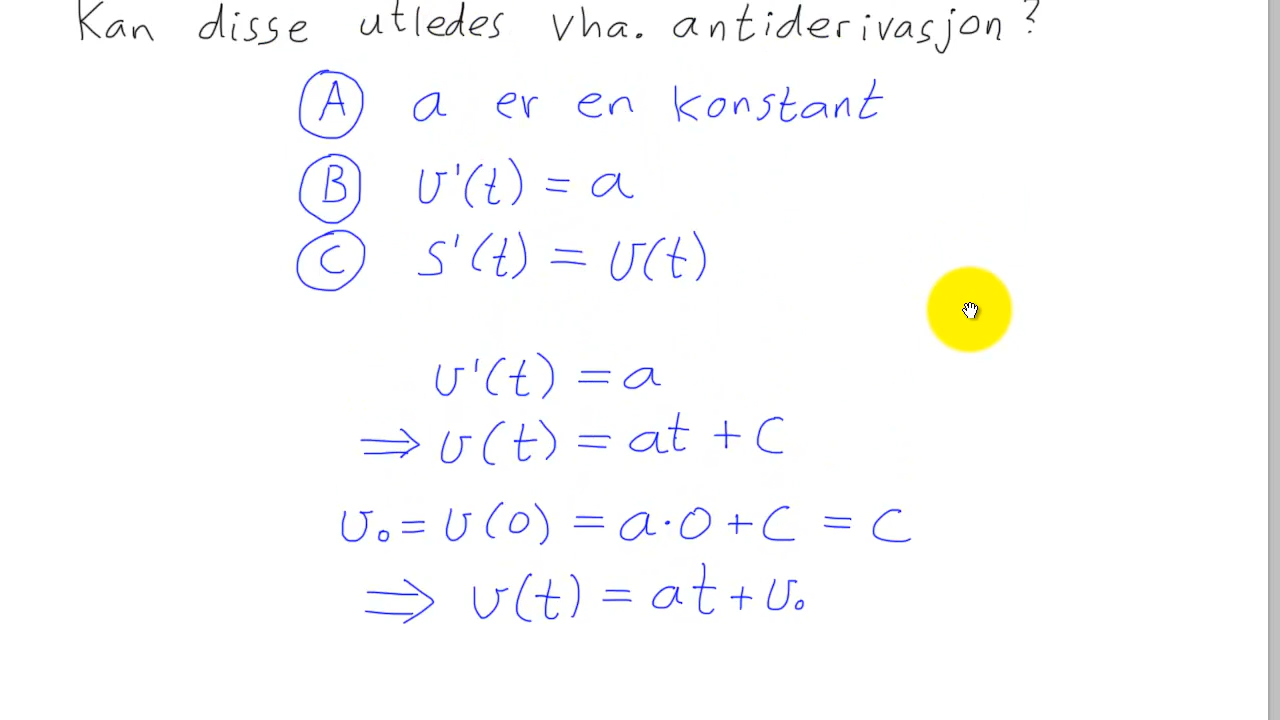 Kan disse utledes vha. antiderivasjon?
A a er en konstant
B v'(t) = a
C s'(t) = v(t)
v'(t) = a
⇒ v(t) = at + C
v₀ = v(0) = a·0 + C = C
⇒ v(t) = at + v₀